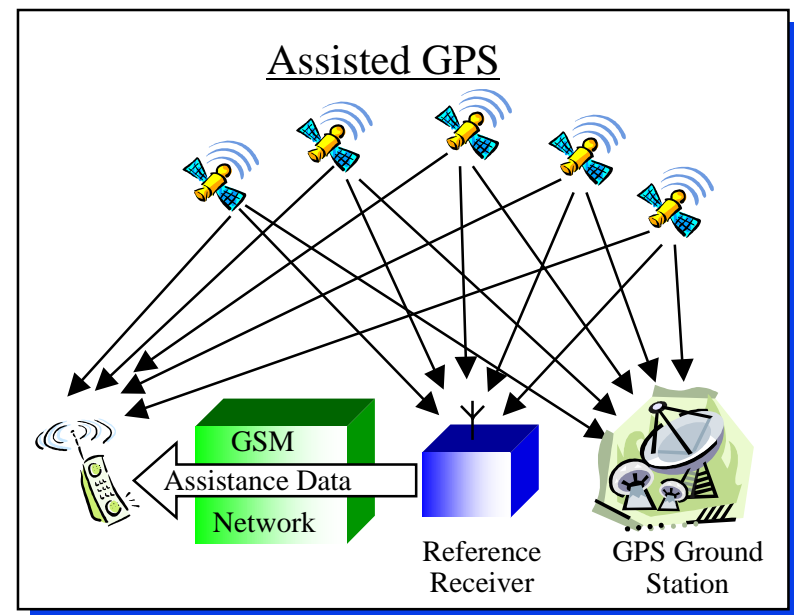 Assisted GPS
GSM
Assistance Data
Network
Reference
Receiver
GPS Ground
Station